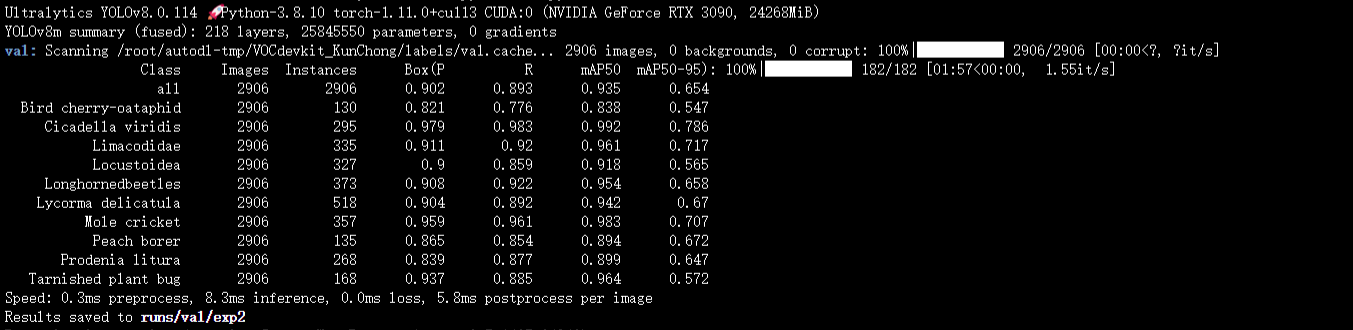 Ultralytics YOLOv8.0.114 🚀Python-3.8.10 torch-1.11.0+cu113 CUDA:0 (NVIDIA GeForce RTX 3090, 24268MiB)
YOLOv8m summary (fused): 218 layers, 25845550 parameters, 0 gradients
val: Scanning /root/autodl-tmp/VOCdevkit_KunChong/labels/val.cache... 2906 images, 0 backgrounds, 0 corrupt: 100%|██████████| 2906/2906 [00:00<?, ?it/s]
Class Images Instances Box(P R mAP50 mAP50-95): 100%|██████████| 182/182 [01:57<00:00, 1.55it/s]
all 2906 2906 0.902 0.893 0.935 0.654
Bird cherry-oataphid 2906 130 0.821 0.776 0.838 0.547
Cicadella viridis 2906 295 0.979 0.983 0.992 0.786
Limacodidae 2906 335 0.911 0.92 0.961 0.717
Locustoidea 2906 327 0.9 0.859 0.918 0.565
Longhornedbeetles 2906 373 0.908 0.922 0.954 0.658
Lycorma delicatula 2906 518 0.904 0.892 0.942 0.67
Mole cricket 2906 357 0.959 0.961 0.983 0.707
Peach borer 2906 135 0.865 0.854 0.894 0.672
Prodenia litura 2906 268 0.839 0.877 0.899 0.647
Tarnished plant bug 2906 168 0.937 0.885 0.964 0.572
Speed: 0.3ms preprocess, 8.3ms inference, 0.0ms loss, 5.8ms postprocess per image
Results saved to runs/val/exp2